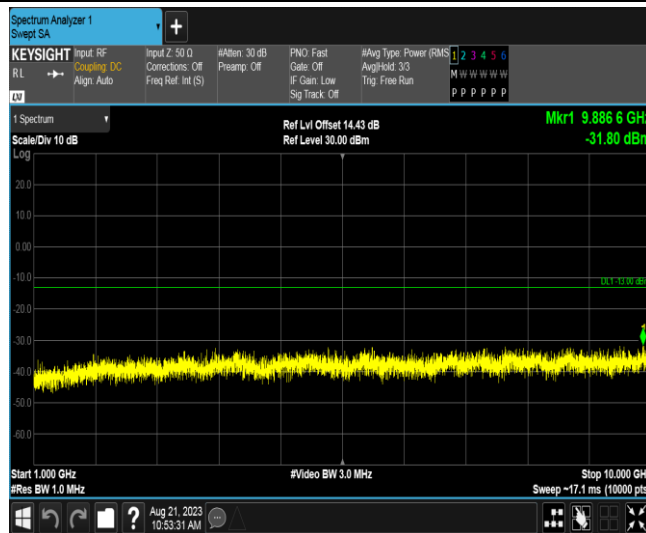 Spectrum Analyzer 1
Swept SA
KEYSIGHT
RL
LXI
Input: RF
Coupling: DC
Align: Auto
Input Z: 50 Ω
Corrections: Off
Freq Ref: Int (S)
#Atten: 30 dB
Preamp: Off
PNO: Fast
Gate: Off
IF Gain: Low
Sig Track: Off
#Avg Type: Power (RMS
Avg|Hold: 3/3
Trig: Free Run
1 2 3 4 5 6
M W W W W W
P P P P P P
1 Spectrum
Scale/Div 10 dB
Ref Lvl Offset 14.43 dB
Ref Level 30.00 dBm
Mkr1 9.886 6 GHz
-31.80 dBm
Log
20.0
10.0
0.00
-10.0
DL1 -13.00 dBm
-20.0
-30.0
1
-40.0
-50.0
-60.0
Start 1.000 GHz
#Res BW 1.0 MHz
#Video BW 3.0 MHz
Stop 10.000 GH
Sweep ~17.1 ms (10000 pts
?
Aug 21, 2023
10:53:31 AM